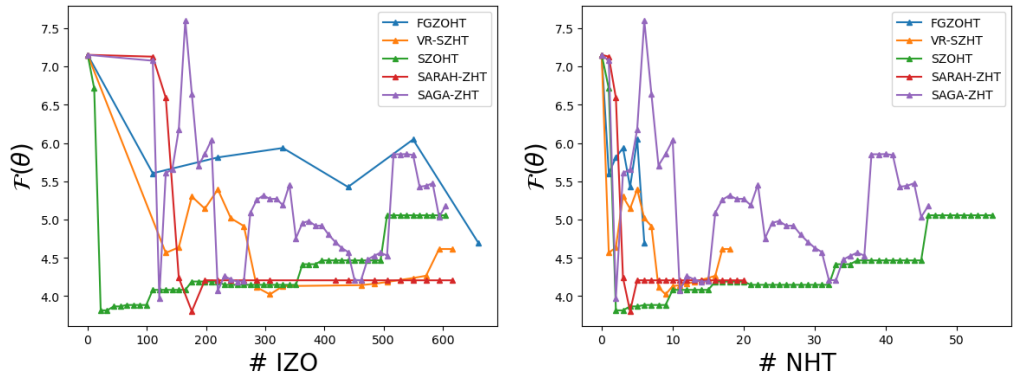 7.5
7.0
6.5
6.0
5.5
5.0
4.5
4.0
F(θ)
0 100 200 300 400 500 600
# IZO
FGZOHT
VR-SZHT
SZOHT
SARAH-ZHT
SAGA-ZHT
7.5
7.0
6.5
6.0
5.5
5.0
4.5
4.0
F(θ)
0 10 20 30 40 50
# NHT
FGZOHT
VR-SZHT
SZOHT
SARAH-ZHT
SAGA-ZHT